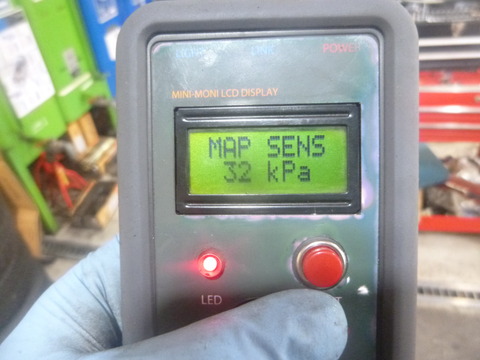 POWER
MINI-MONI LCD DISPLAY
MAP SENS
32 kPa
LED